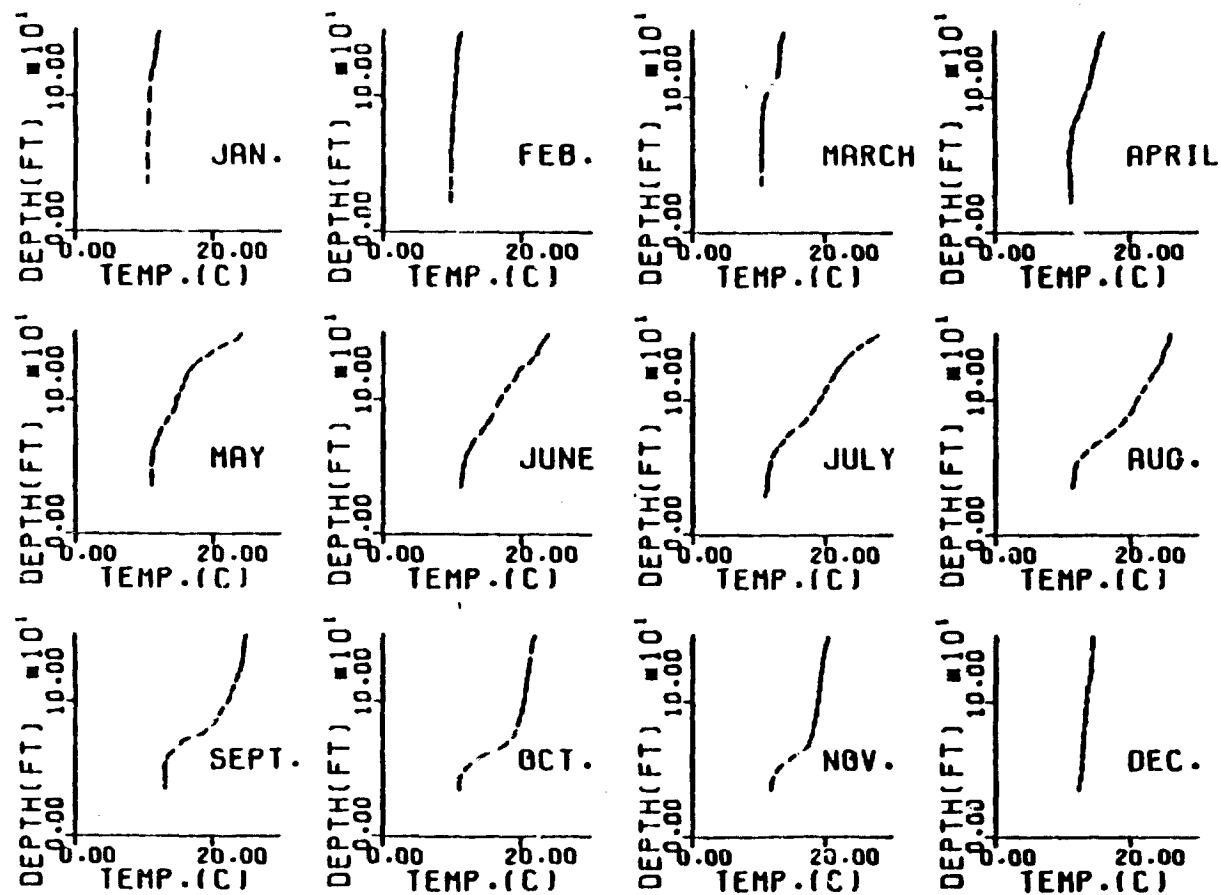 DEPTH(FT) *10¹
10.00
0.00
JAN.
0.00 20.00
TEMP.(C)
DEPTH(FT) *10¹
10.00
0.00
FEB.
0.00 20.00
TEMP.(C)
DEPTH(FT) *10¹
10.00
0.00
MARCH
0.00 20.00
TEMP.(C)
DEPTH(FT) *10¹
10.00
0.00
APRIL
0.00 20.00
TEMP.(C)
DEPTH(FT) *10¹
10.00
0.00
MAY
0.00 20.00
TEMP.(C)
DEPTH(FT) *10¹
10.00
0.00
JUNE
0.00 20.00
TEMP.(C)
DEPTH(FT) *10¹
10.00
0.00
JULY
0.00 20.00
TEMP.(C)
DEPTH(FT) *10¹
10.00
0.00
AUG.
0.00 20.00
TEMP.(C)
DEPTH(FT) *10¹
10.00
0.00
SEPT.
0.00 20.00
TEMP.(C)
DEPTH(FT) *10¹
10.00
0.00
OCT.
0.00 20.00
TEMP.(C)
DEPTH(FT) *10¹
10.00
0.00
NOV.
0.00 20.00
TEMP.(C)
DEPTH(FT) *10¹
10.00
0.00
DEC.
0.00 20.00
TEMP.(C)